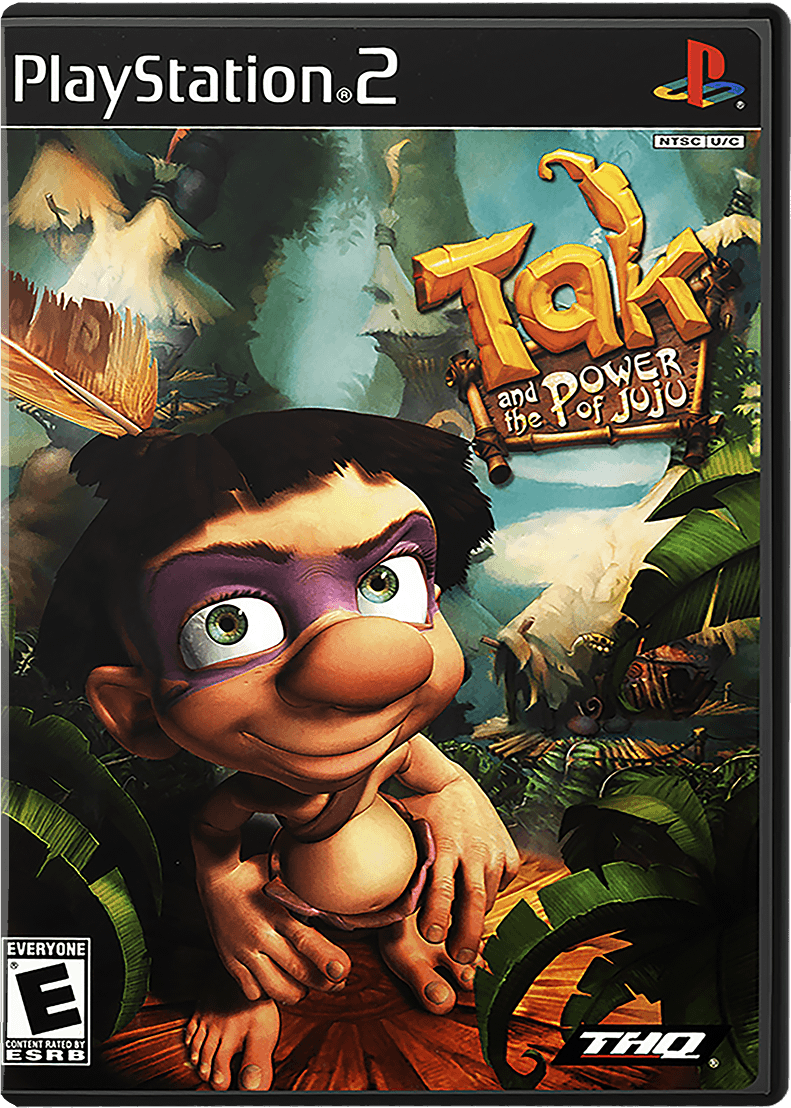 PlayStation®2
NTSC U/C
Tak
and the POWER of JuJu
EVERYONE
E
CONTENT RATED BY
ESRB
THQ®